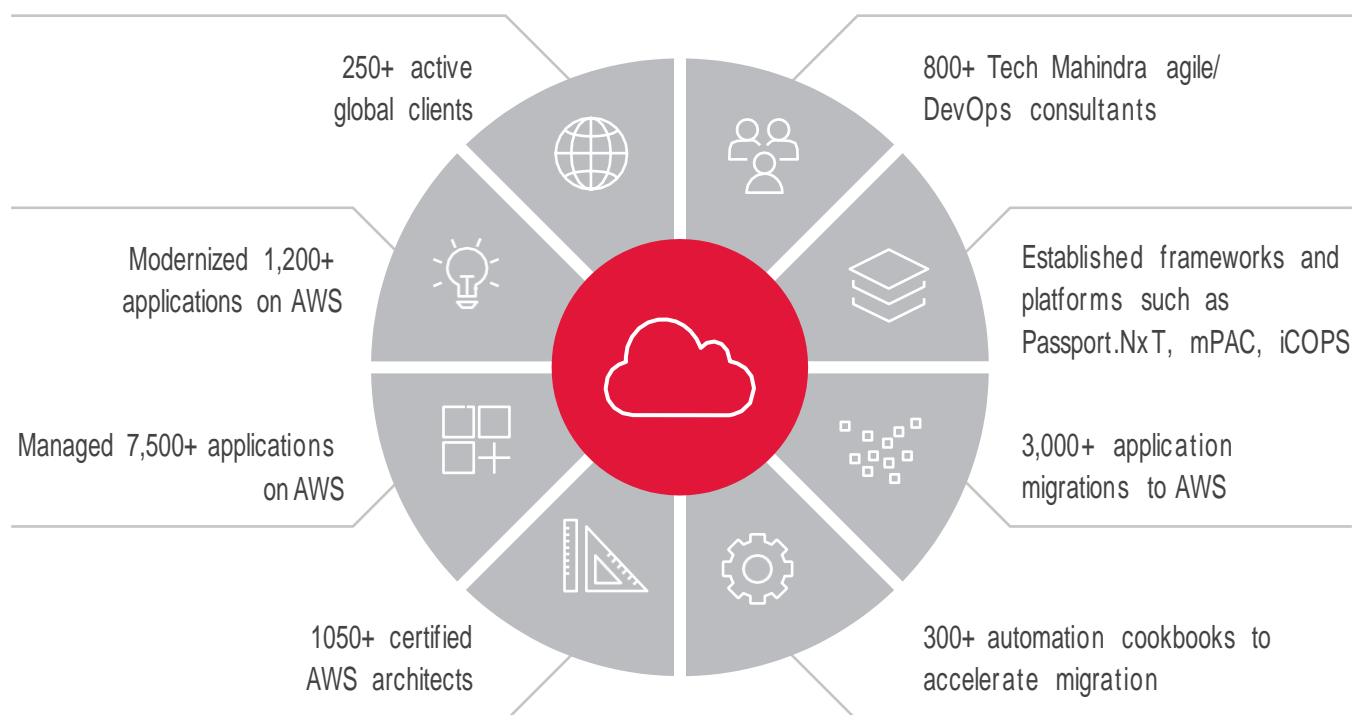 250+ active
global clients
800+ Tech Mahindra agile/
DevOps consultants
Modernized 1,200+
applications on AWS
Established frameworks and
platforms such as
Passport.NxT, mPAC, iCOPS
Managed 7,500+ applications
on AWS
3,000+ application
migrations to AWS
1050+ certified
AWS architects
300+ automation cookbooks to
accelerate migration